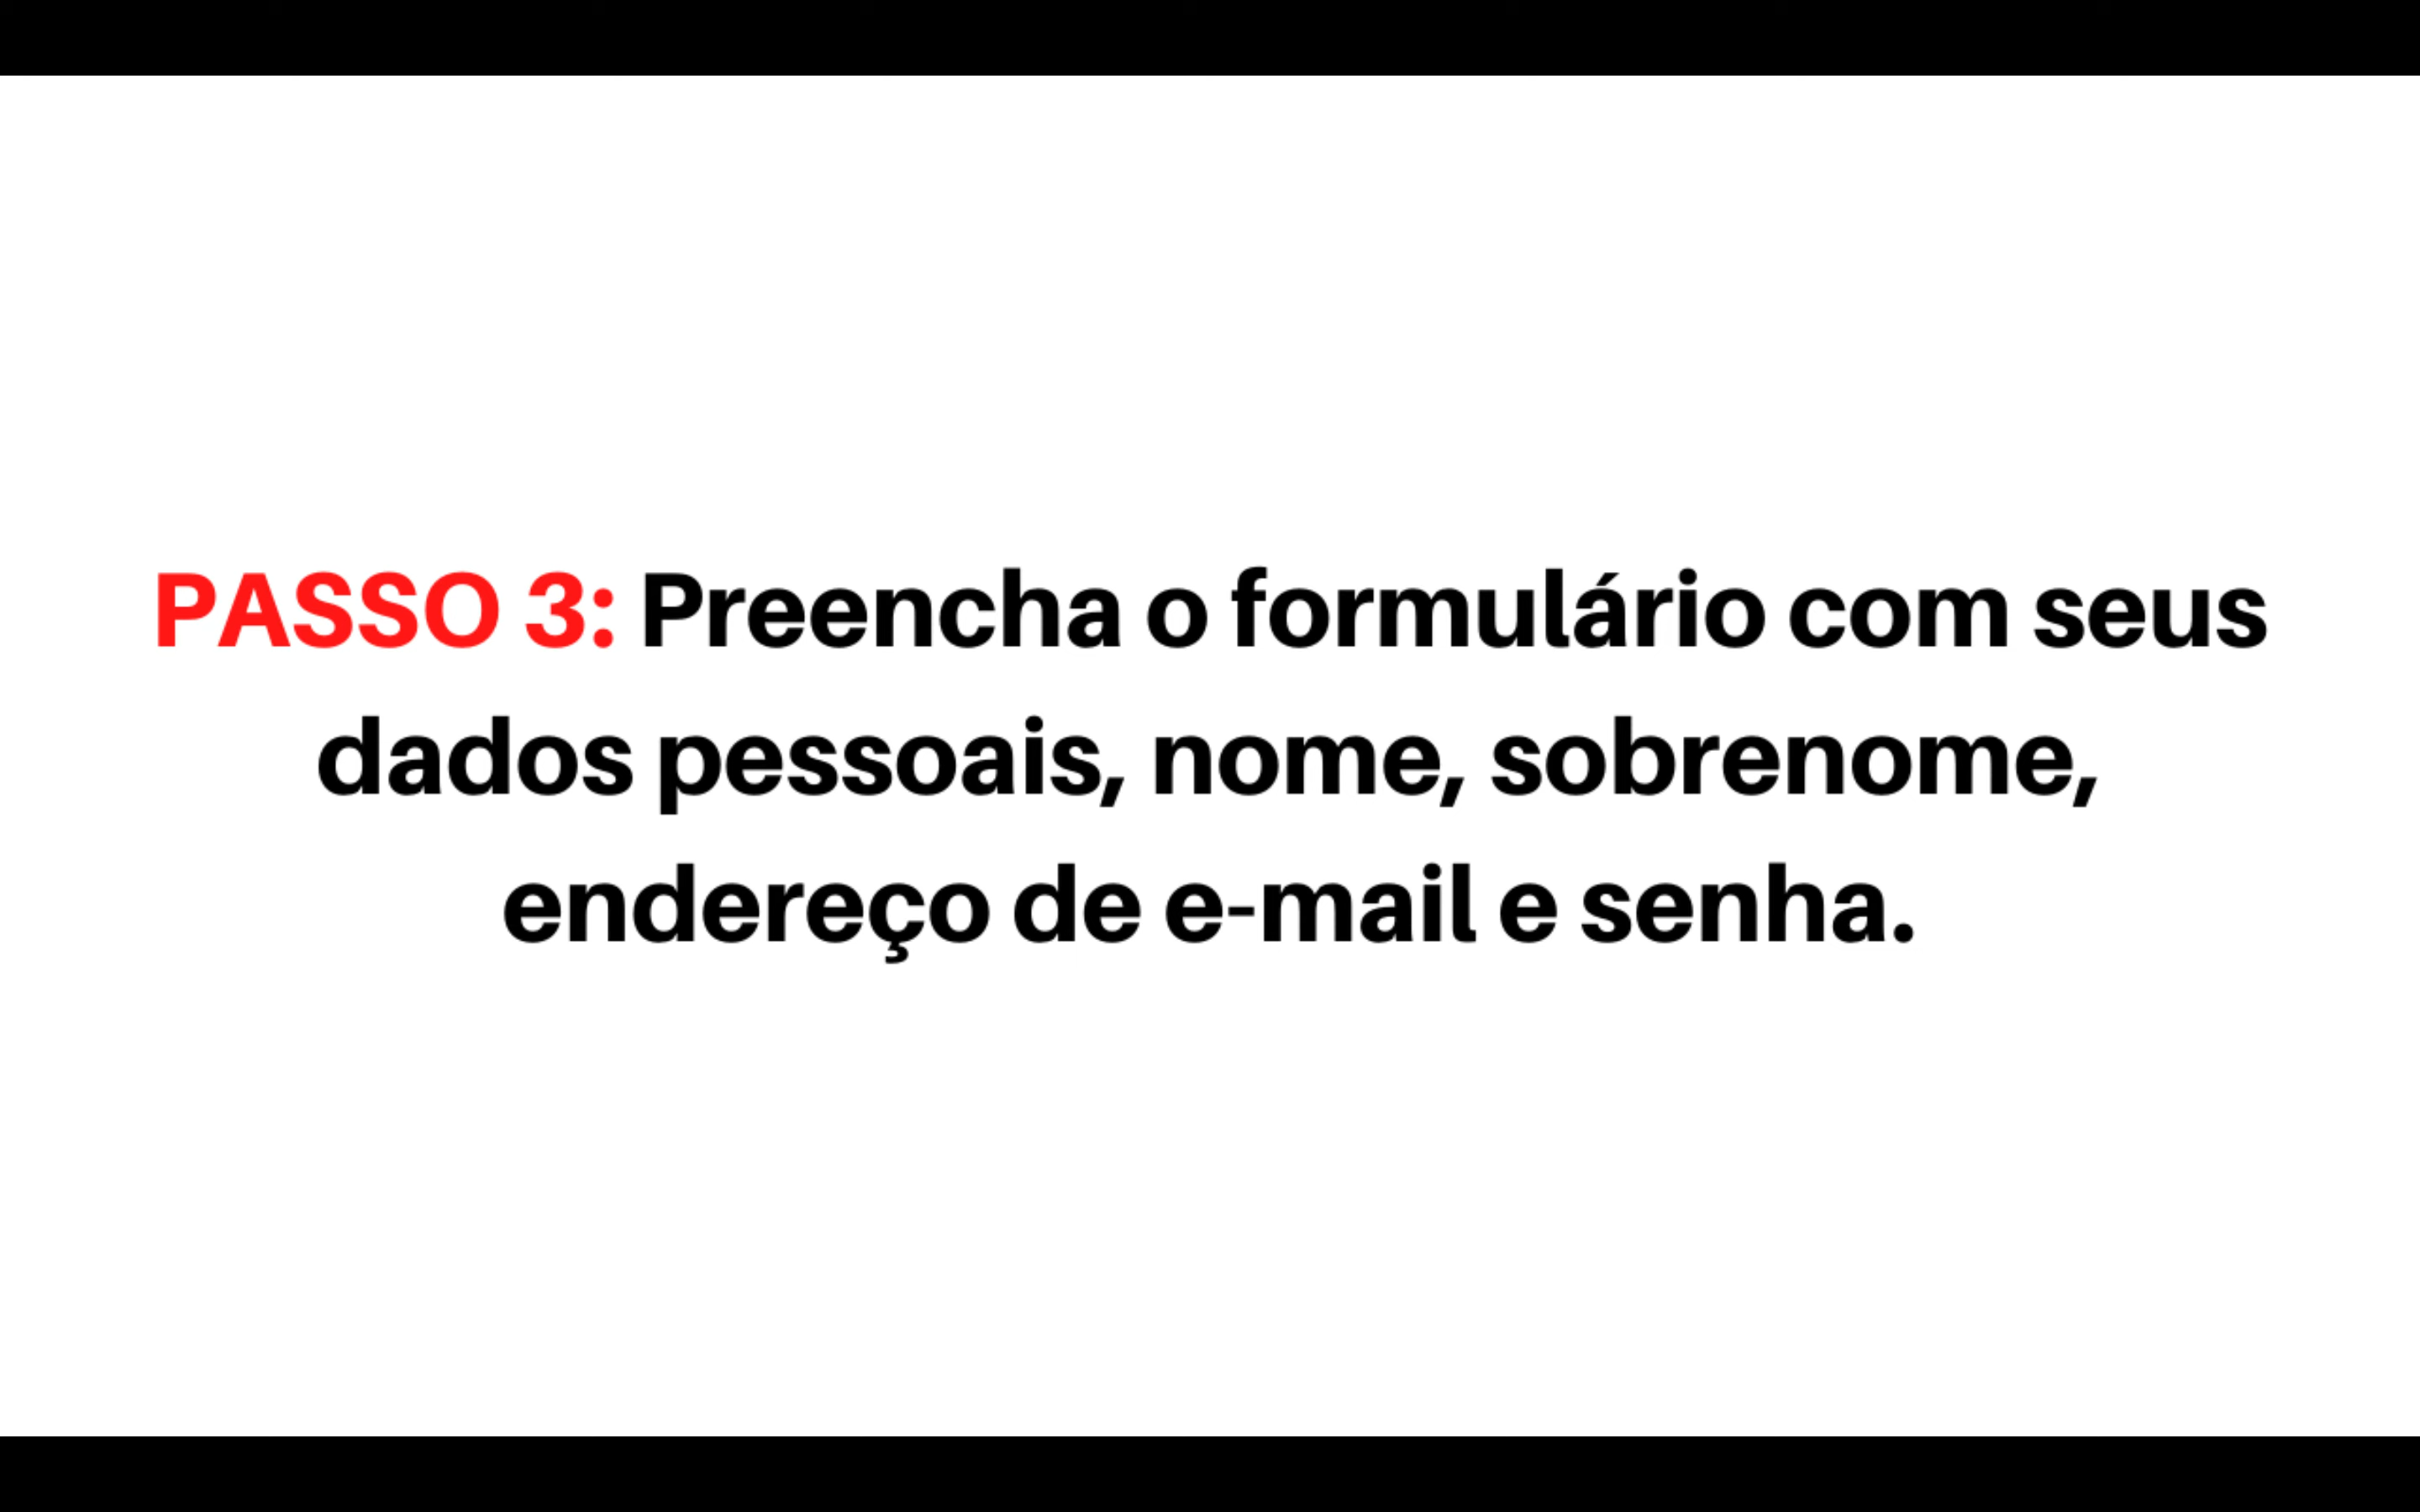 PASSO 3: Preencha o formulário com seus
dados pessoais, nome, sobrenome,
endereço de e-mail e senha.